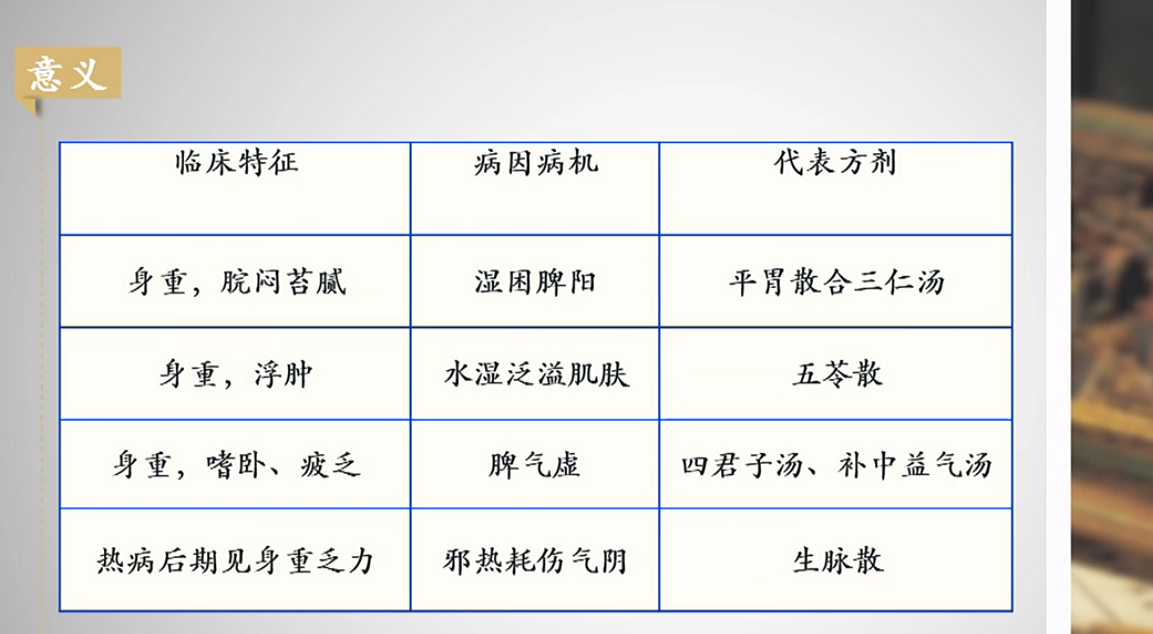 意义
临床特征 病因病机 代表方剂
身重，脘闷苔腻 湿困脾阳 平胃散合三仁汤
身重，浮肿 水湿泛溢肌肤 五苓散
身重，嗜卧、疲乏 脾气虚 四君子汤、补中益气汤
热病后期见身重乏力 邪热耗伤气阴 生脉散